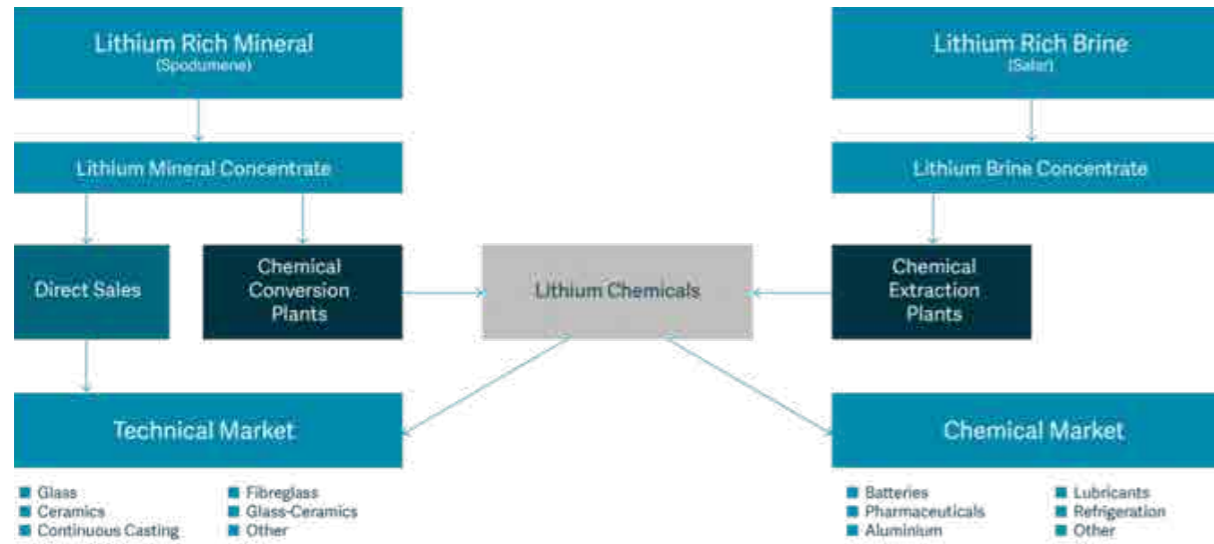 Lithium Rich Mineral
(Spodumene)
Lithium Rich Brine
(Salar)
Lithium Mineral Concentrate
Lithium Brine Concentrate
Direct Sales
Chemical
Conversion
Plants
Lithium Chemicals
Chemical
Extraction
Plants
Technical Market
Chemical Market
Glass
Ceramics
Continuous Casting
Fibreglass
Glass-Ceramics
Other
Batteries
Pharmaceuticals
Aluminium
Lubricants
Refrigeration
Other